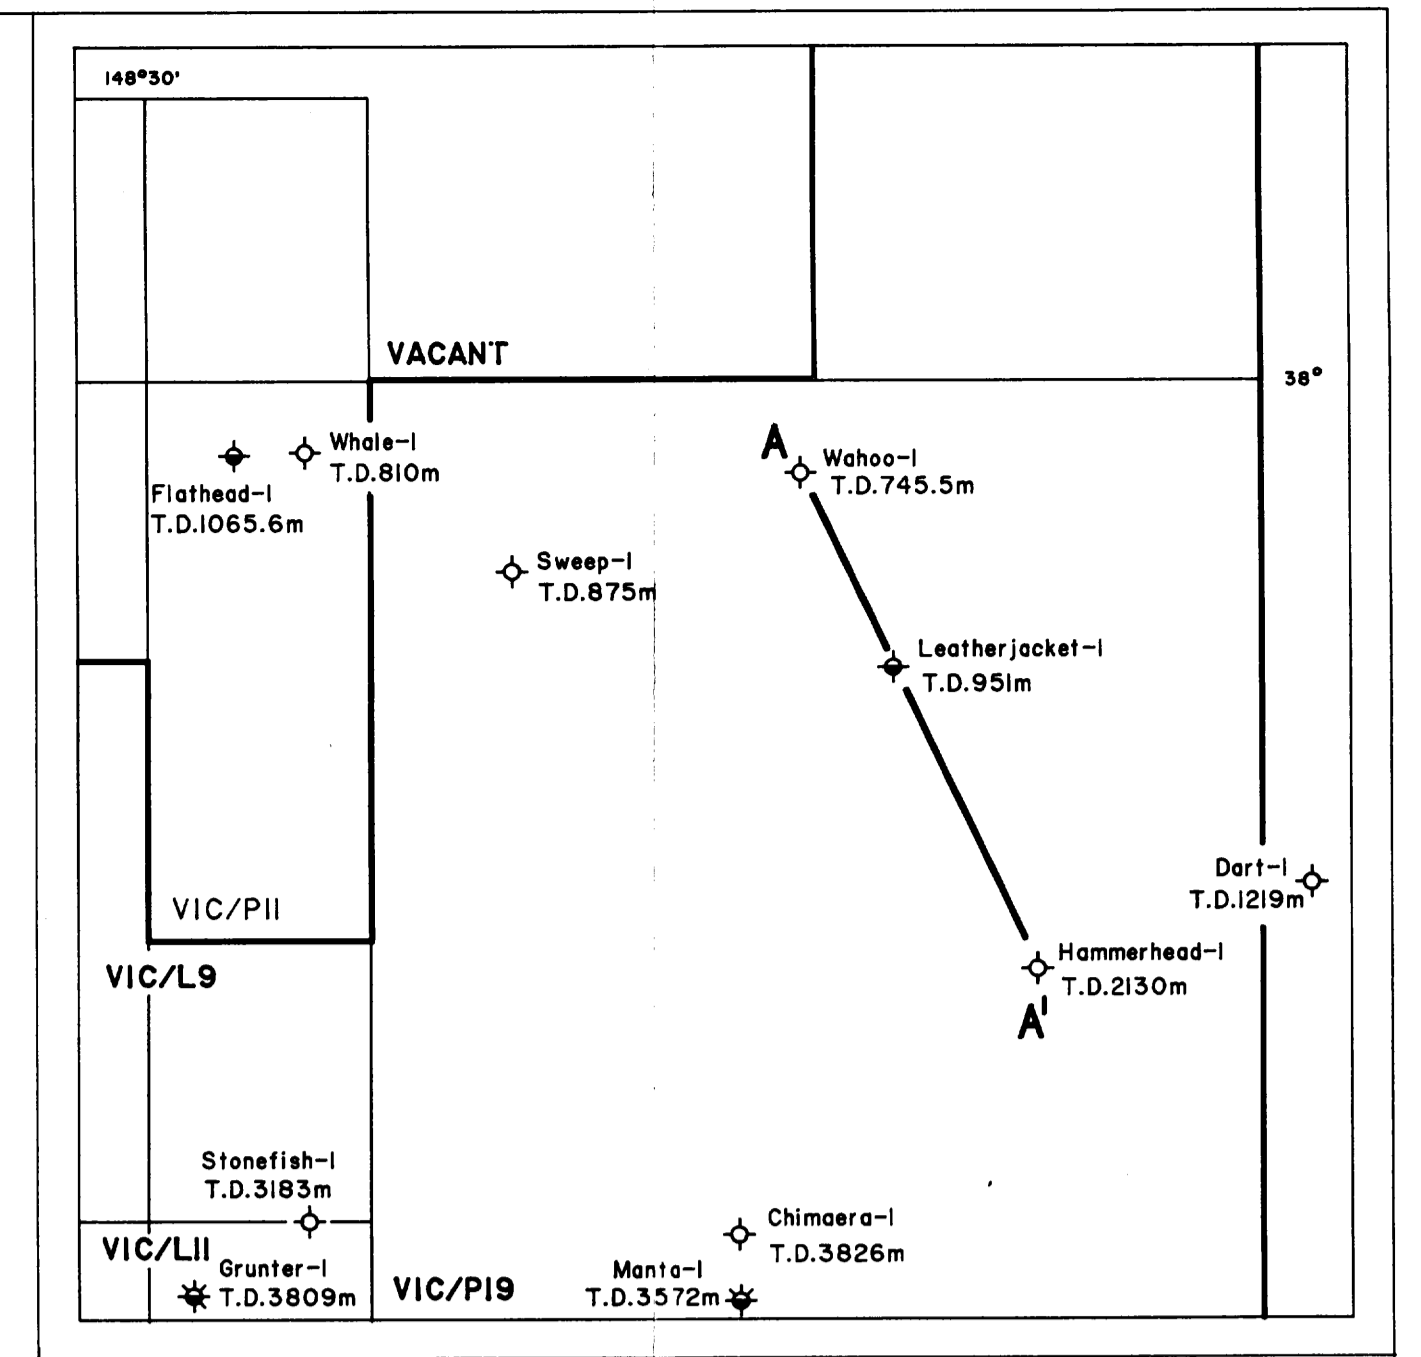 148°30'
VACANT
38°
Whale-1
T.D.810m
Flathead-1
T.D.1065.6m
A
Wahoo-1
T.D.745.5m
Sweep-1
T.D.875m
Leatherjacket-1
T.D.951m
Dart-1
T.D.1219m
VIC/P11
Hammerhead-1
T.D.2130m
A'
VIC/L9
Stonefish-1
T.D.3183m
Chimaera-1
T.D.3826m
VIC/L11
Grunter-1
T.D.3809m
Manta-1
T.D.3572m
VIC/P19